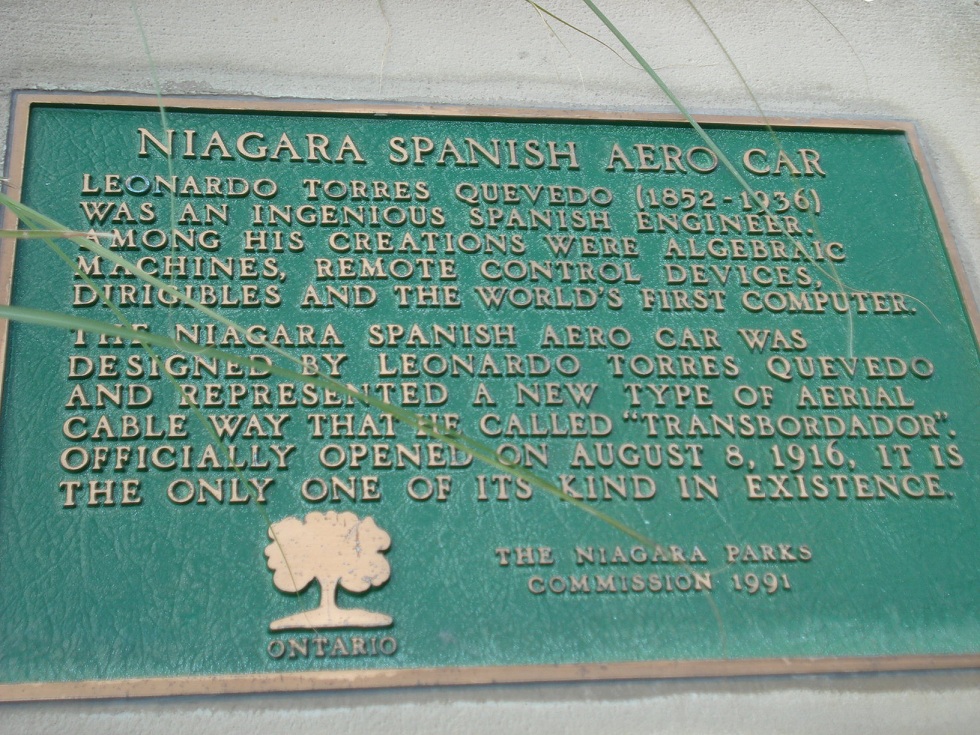 NIAGARA SPANISH AERO CAR
LEONARDO TORRES QUEVEDO (1852-1936)
WAS AN INGENIOUS SPANISH ENGINEER.
AMONG HIS CREATIONS WERE ALGEBRAIC
MACHINES, REMOTE CONTROL DEVICES,
DIRIGIBLES AND THE WORLD'S FIRST COMPUTER.
THE NIAGARA SPANISH AERO CAR WAS
DESIGNED BY LEONARDO TORRES QUEVEDO
AND REPRESENTED A NEW TYPE OF AERIAL
CABLE WAY THAT HE CALLED "TRANSBORDADOR".
OFFICIALLY OPENED ON AUGUST 8, 1916, IT IS
THE ONLY ONE OF ITS KIND IN EXISTENCE.
THE NIAGARA PARKS
COMMISSION 1991
ONTARIO